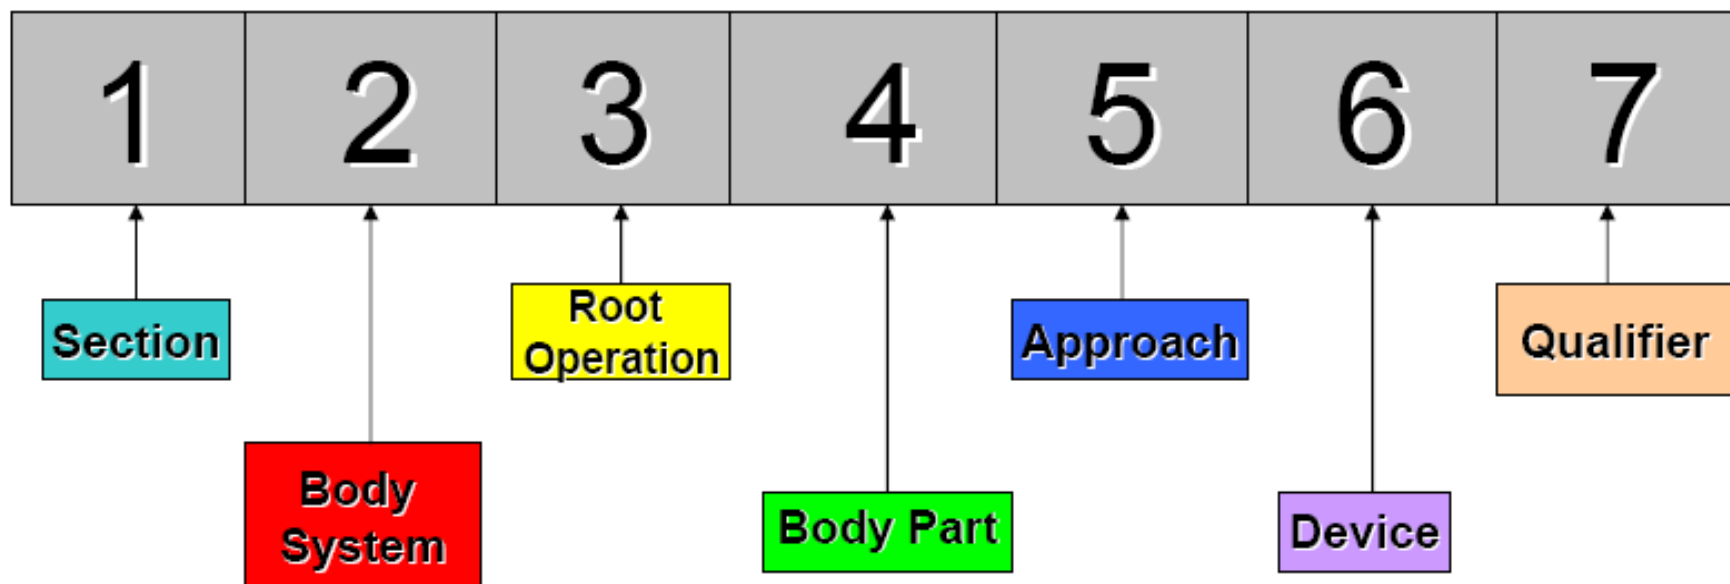 1 2 3 4 5 6 7
Section
Body
System
Root
Operation
Body Part
Approach
Device
Qualifier